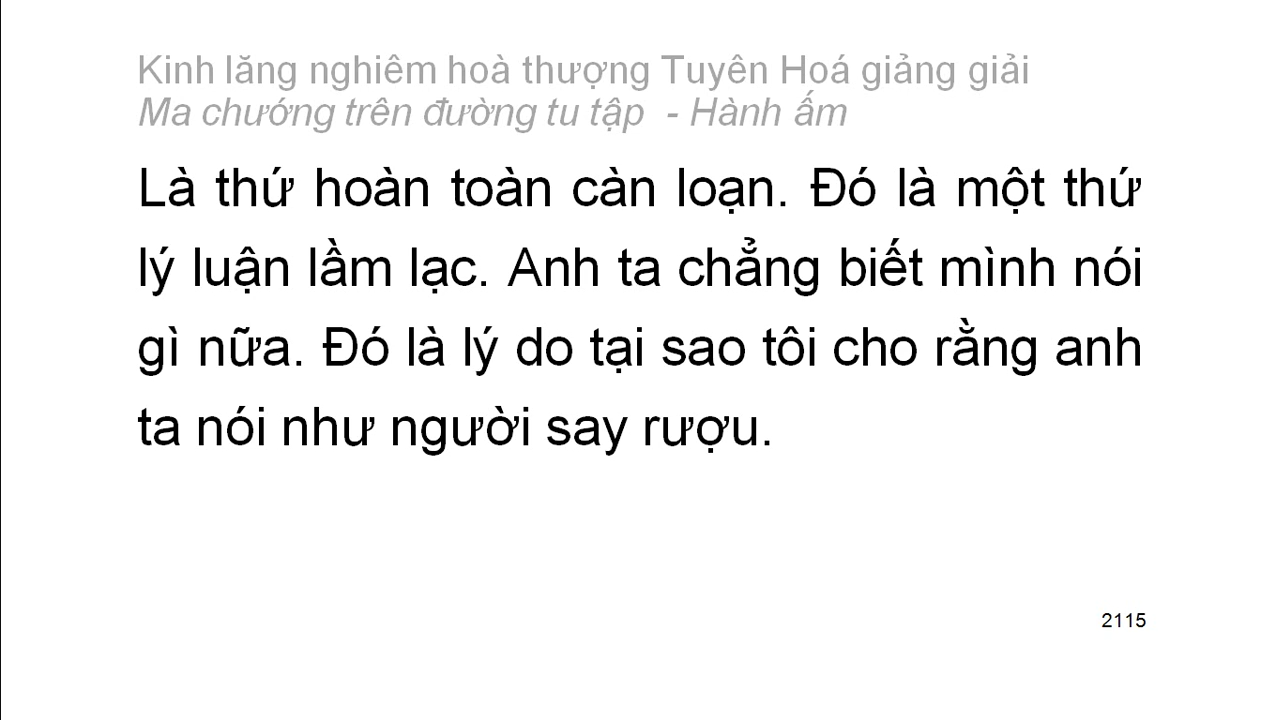 Kinh lăng nghiêm hoà thượng Tuyên Hoá giảng giải
Ma chướng trên đường tu tập - Hành ấm
Là thứ hoàn toàn càn loạn. Đó là một thứ
lý luận lầm lạc. Anh ta chẳng biết mình nói
gì nữa. Đó là lý do tại sao tôi cho rằng anh
ta nói như người say rượu.
2115